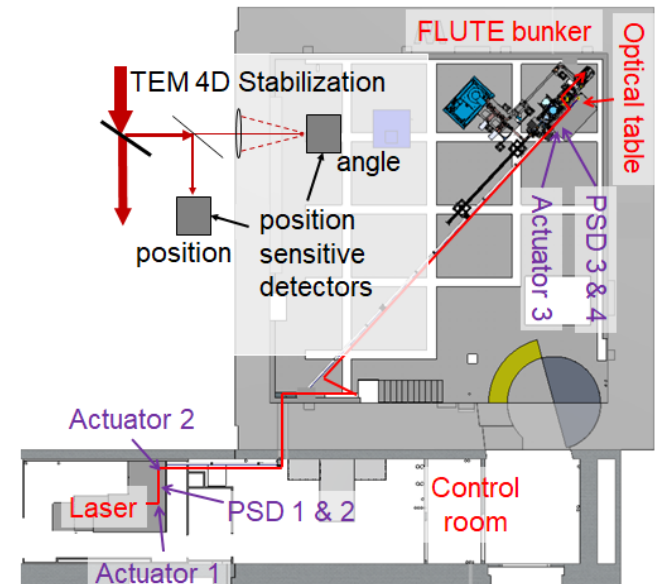 FLUTE bunker
Optical table
TEM 4D Stabilization
angle
position
position
sensitive
detectors
Actuator 3
PSD 3 & 4
Actuator 2
Laser
PSD 1 & 2
Actuator 1
Control
room